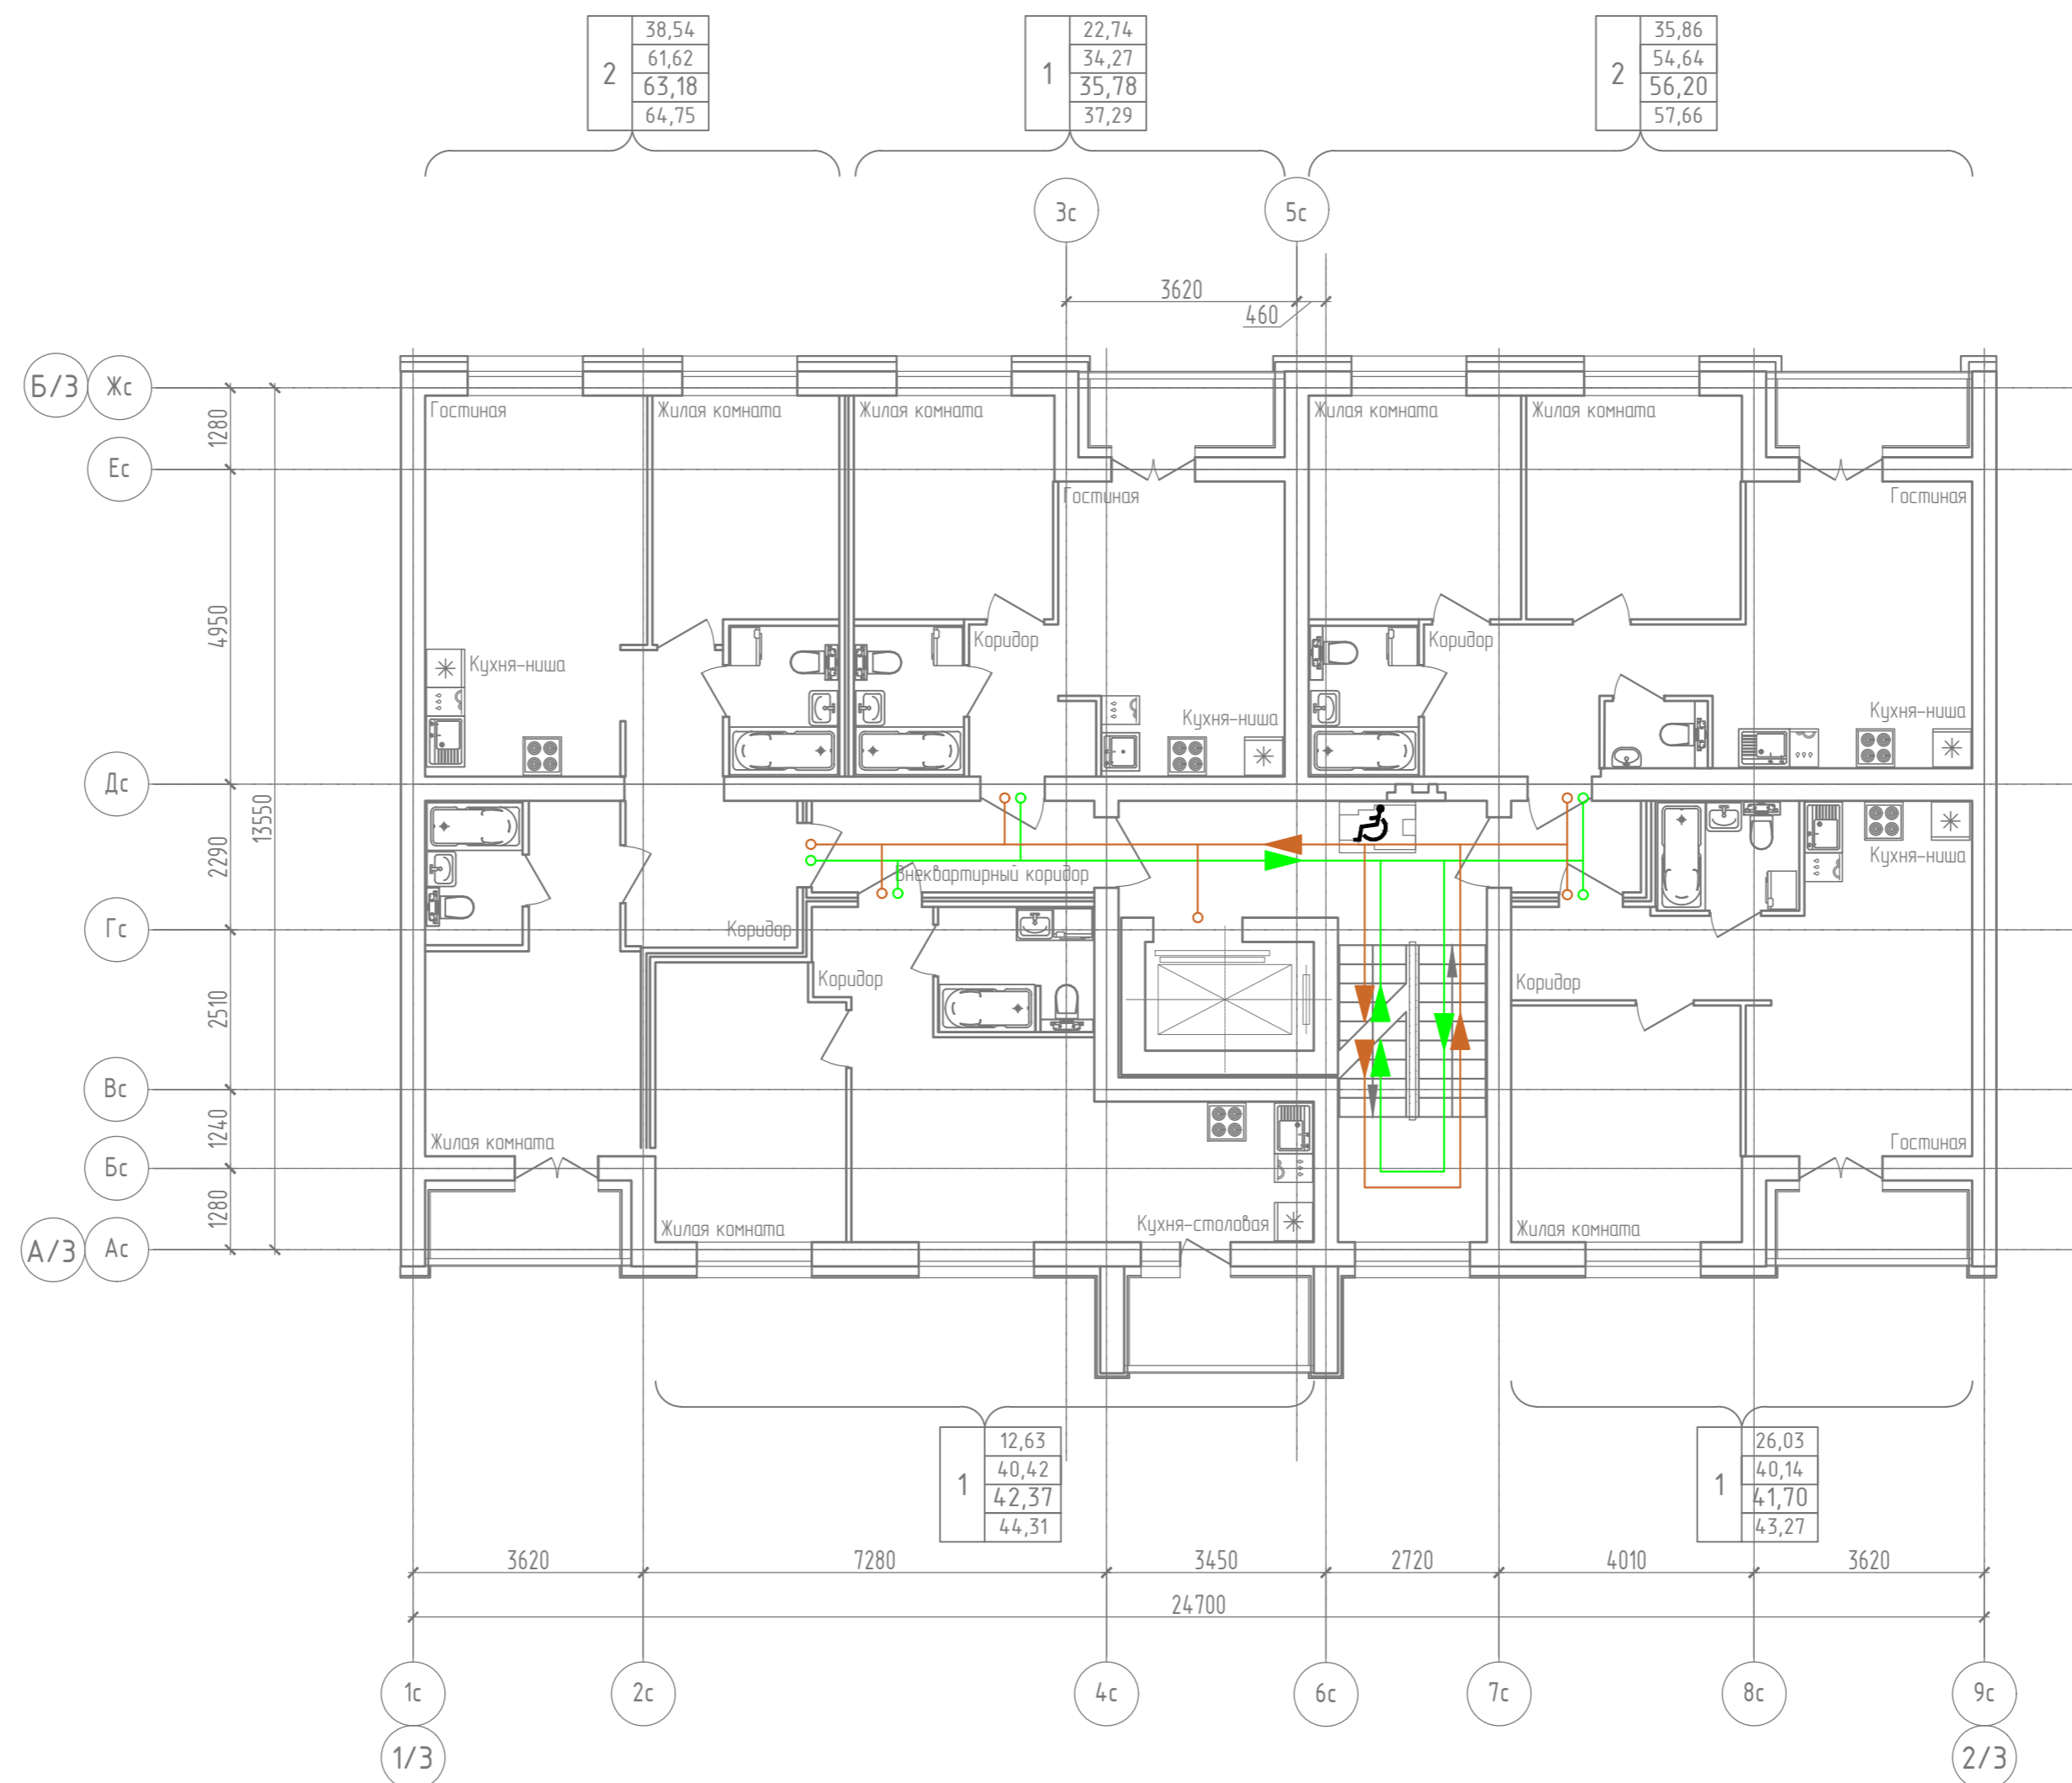 38,54
2
61,62
63,18
64,75
22,74
1
34,27
35,78
37,29
35,86
2
54,64
56,20
57,66
3с
5с
3620
460
Б/3
Жс
1280
Ес
4950
13550
Дс
2290
Гс
2510
Вс
1240
Бс
1280
А/3
Ас
Гостиная
Жилая комната
Жилая комната
Жилая комната
Жилая комната
Гостиная
Гостиная
Коридор
Коридор
Кухня-ниша
Кухня-ниша
Кухня-ниша
Кухня-ниша
Внеквартирный коридор
Коридор
Коридор
Коридор
Жилая комната
Гостиная
Жилая комната
Кухня-столовая
Жилая комната
12,63
1
40,42
42,37
44,31
26,03
1
40,14
41,70
43,27
3620
7280
3450
2720
4010
3620
24700
1с
2с
4с
6с
7с
8с
9с
1/3
2/3